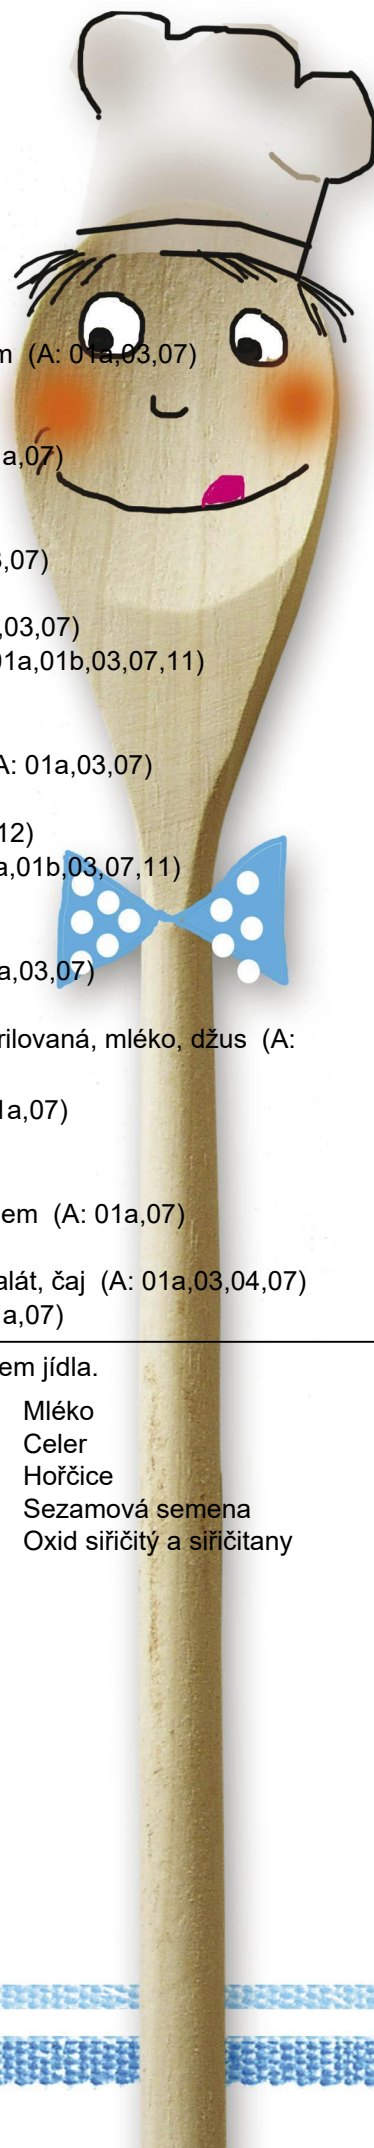 m (A: 01a,03,07)
a,07)
,07)
,03,07)
01a,01b,03,07,11)
A: 01a,03,07)
12)
a,01b,03,07,11)
a,03,07)
rilovaná, mléko, džus (A:
1a,07)
em (A: 01a,07)
alát, čaj (A: 01a,03,04,07)
a,07)
em jídla.
Mléko
Celer
Hořčice
Sezamová semena
Oxid siřičitý a siřičitany